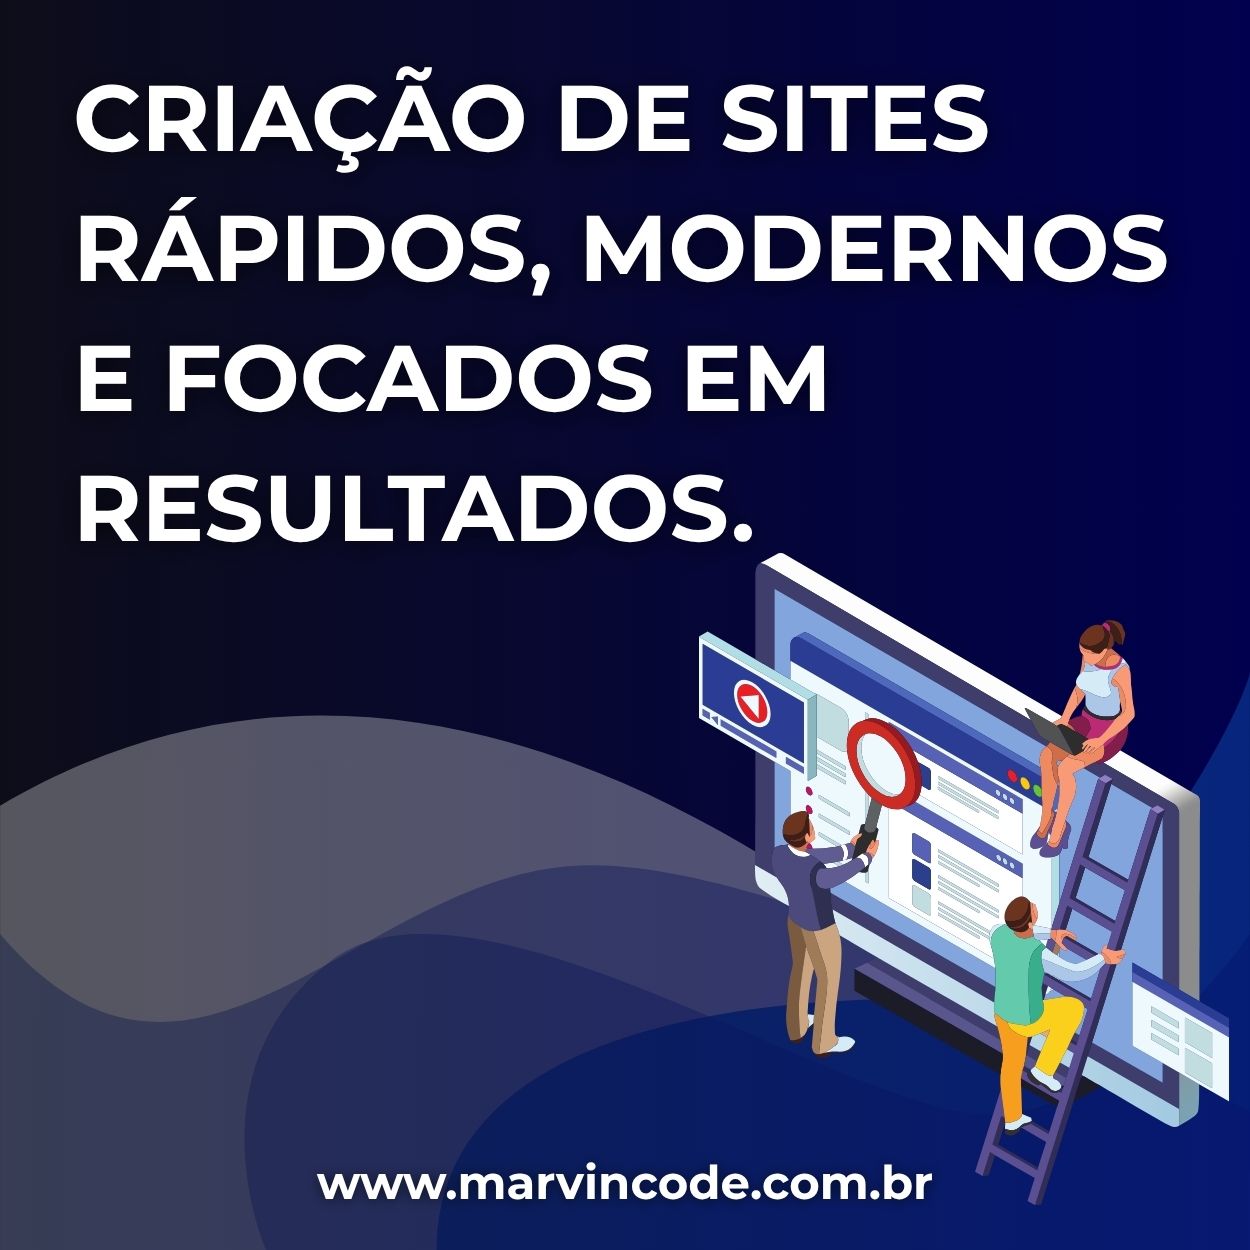 CRIAÇÃO DE SITES
RÁPIDOS, MODERNOS
E FOCADOS EM
RESULTADOS.
www.marvincode.com.br